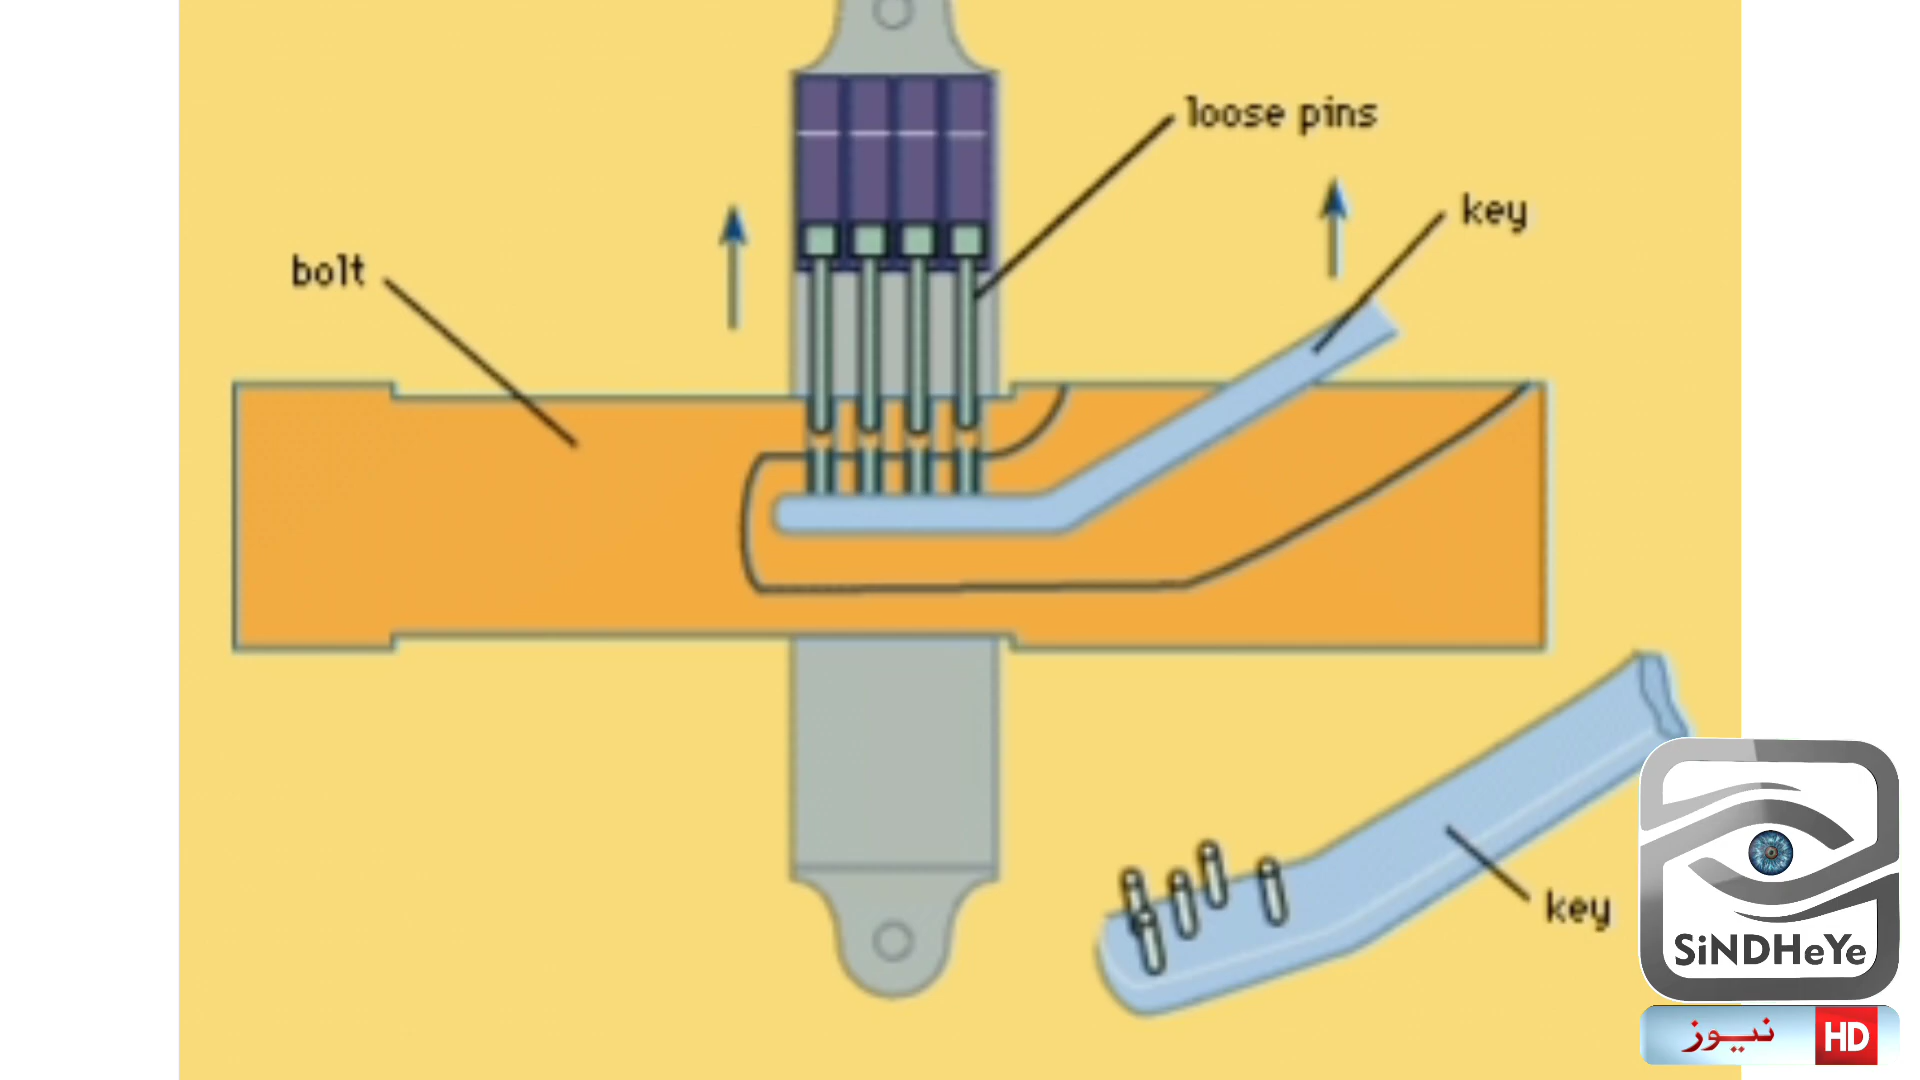 loose pins
key
bolt
key
SiNDHeYe
نیوز HD